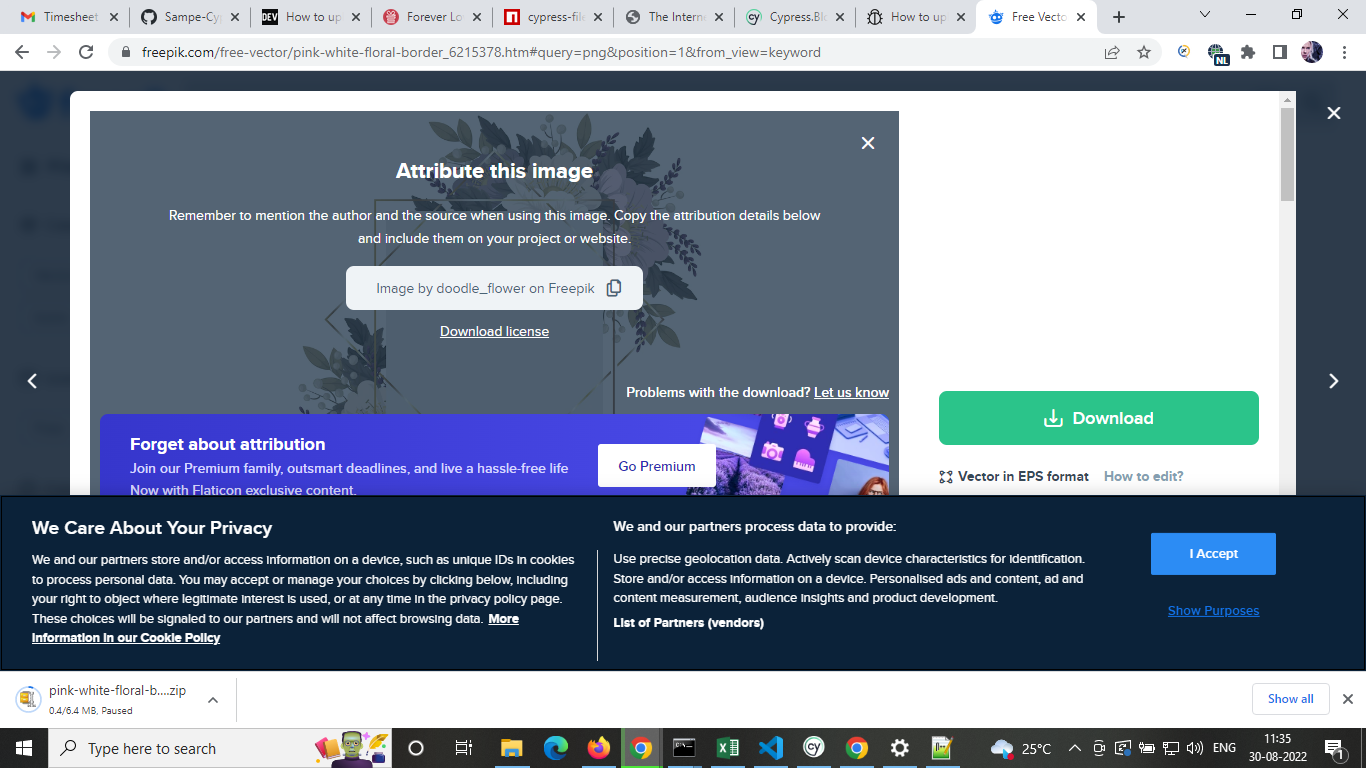 Timesheet
Sampe-Cyp
DEV How to up
Forever Lo
cypress-file
The Intern
cy Cypress.Blo
How to up
Free Vecto
freepik.com/free-vector/pink-white-floral-border_6215378.htm#query=png&position=1&from_view=keyword
NL
Attribute this image
Remember to mention the author and the source when using this image. Copy the attribution details below
and include them on your project or website.
Image by doodle_flower on Freepik
Download license
Problems with the download? Let us know
Forget about attribution
Join our Premium family, outsmart deadlines, and live a hassle-free life
Now with Flaticon exclusive content.
Go Premium
Download
Vector in EPS format How to edit?
We Care About Your Privacy
We and our partners store and/or access information on a device, such as unique IDs in cookies
to process personal data. You may accept or manage your choices by clicking below, including
your right to object where legitimate interest is used, or at any time in the privacy policy page.
These choices will be signaled to our partners and will not affect browsing data. More
information in our Cookie Policy
We and our partners process data to provide:
Use precise geolocation data. Actively scan device characteristics for identification.
Store and/or access information on a device. Personalised ads and content, ad and
content measurement, audience insights and product development.
List of Partners (vendors)
I Accept
Show Purposes
pink-white-floral-b....zip
0.4/6.4 MB, Paused
Show all
Type here to search
cy
25°C
ENG
11:35
30-08-2022
1